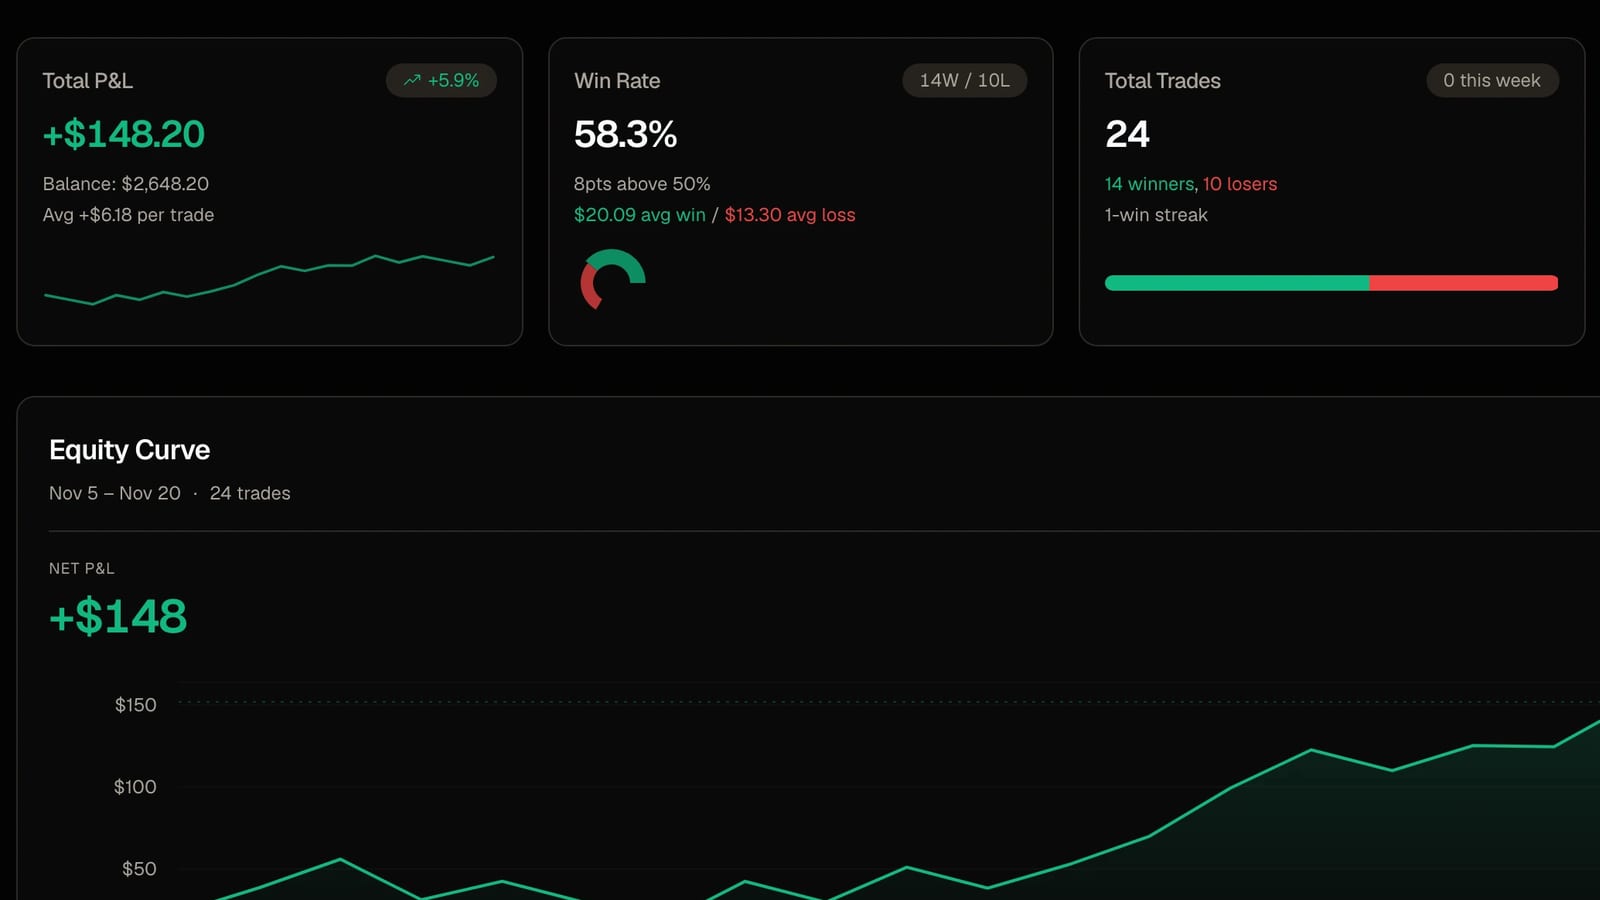 Total P&L
+5.9%
+$148.20
Balance: $2,648.20
Avg +$6.18 per trade
Win Rate
14W / 10L
58.3%
8pts above 50%
$20.09 avg win / $13.30 avg loss
Total Trades
0 this week
24
14 winners, 10 losers
1-win streak
Equity Curve
Nov 5 – Nov 20 · 24 trades
NET P&L
+$148
$150
$100
$50